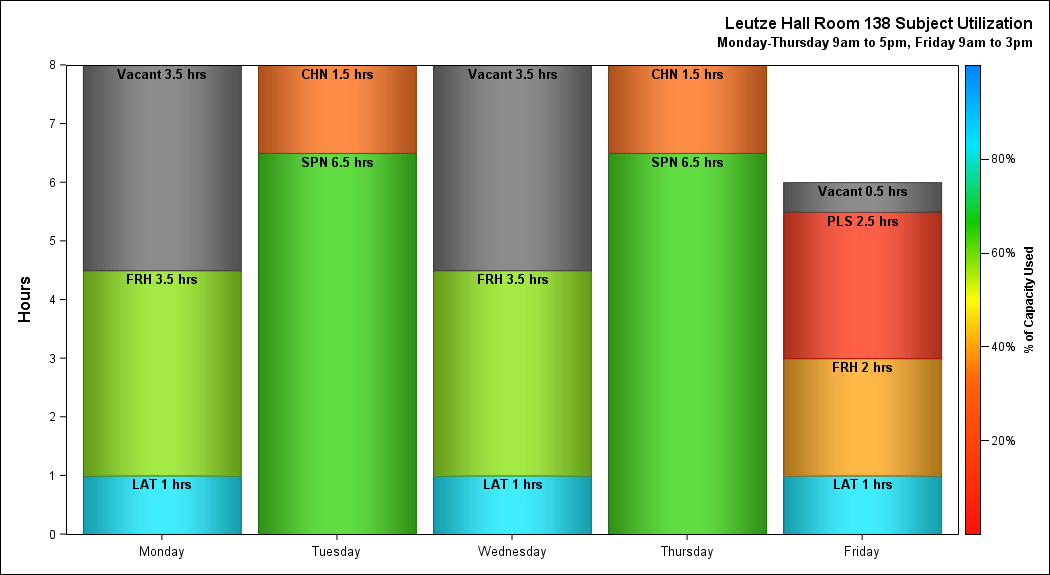 Leutze Hall Room 138 Subject Utilization
Monday-Thursday 9am to 5pm, Friday 9am to 3pm
Hours
8
7
6
5
4
3
2
1
0
Vacant 3.5 hrs
FRH 3.5 hrs
LAT 1 hrs
CHN 1.5 hrs
SPN 6.5 hrs
Vacant 3.5 hrs
FRH 3.5 hrs
LAT 1 hrs
CHN 1.5 hrs
SPN 6.5 hrs
Vacant 0.5 hrs
PLS 2.5 hrs
FRH 2 hrs
LAT 1 hrs
Monday
Tuesday
Wednesday
Thursday
Friday
80%
60%
40%
20%
% of Capacity Used